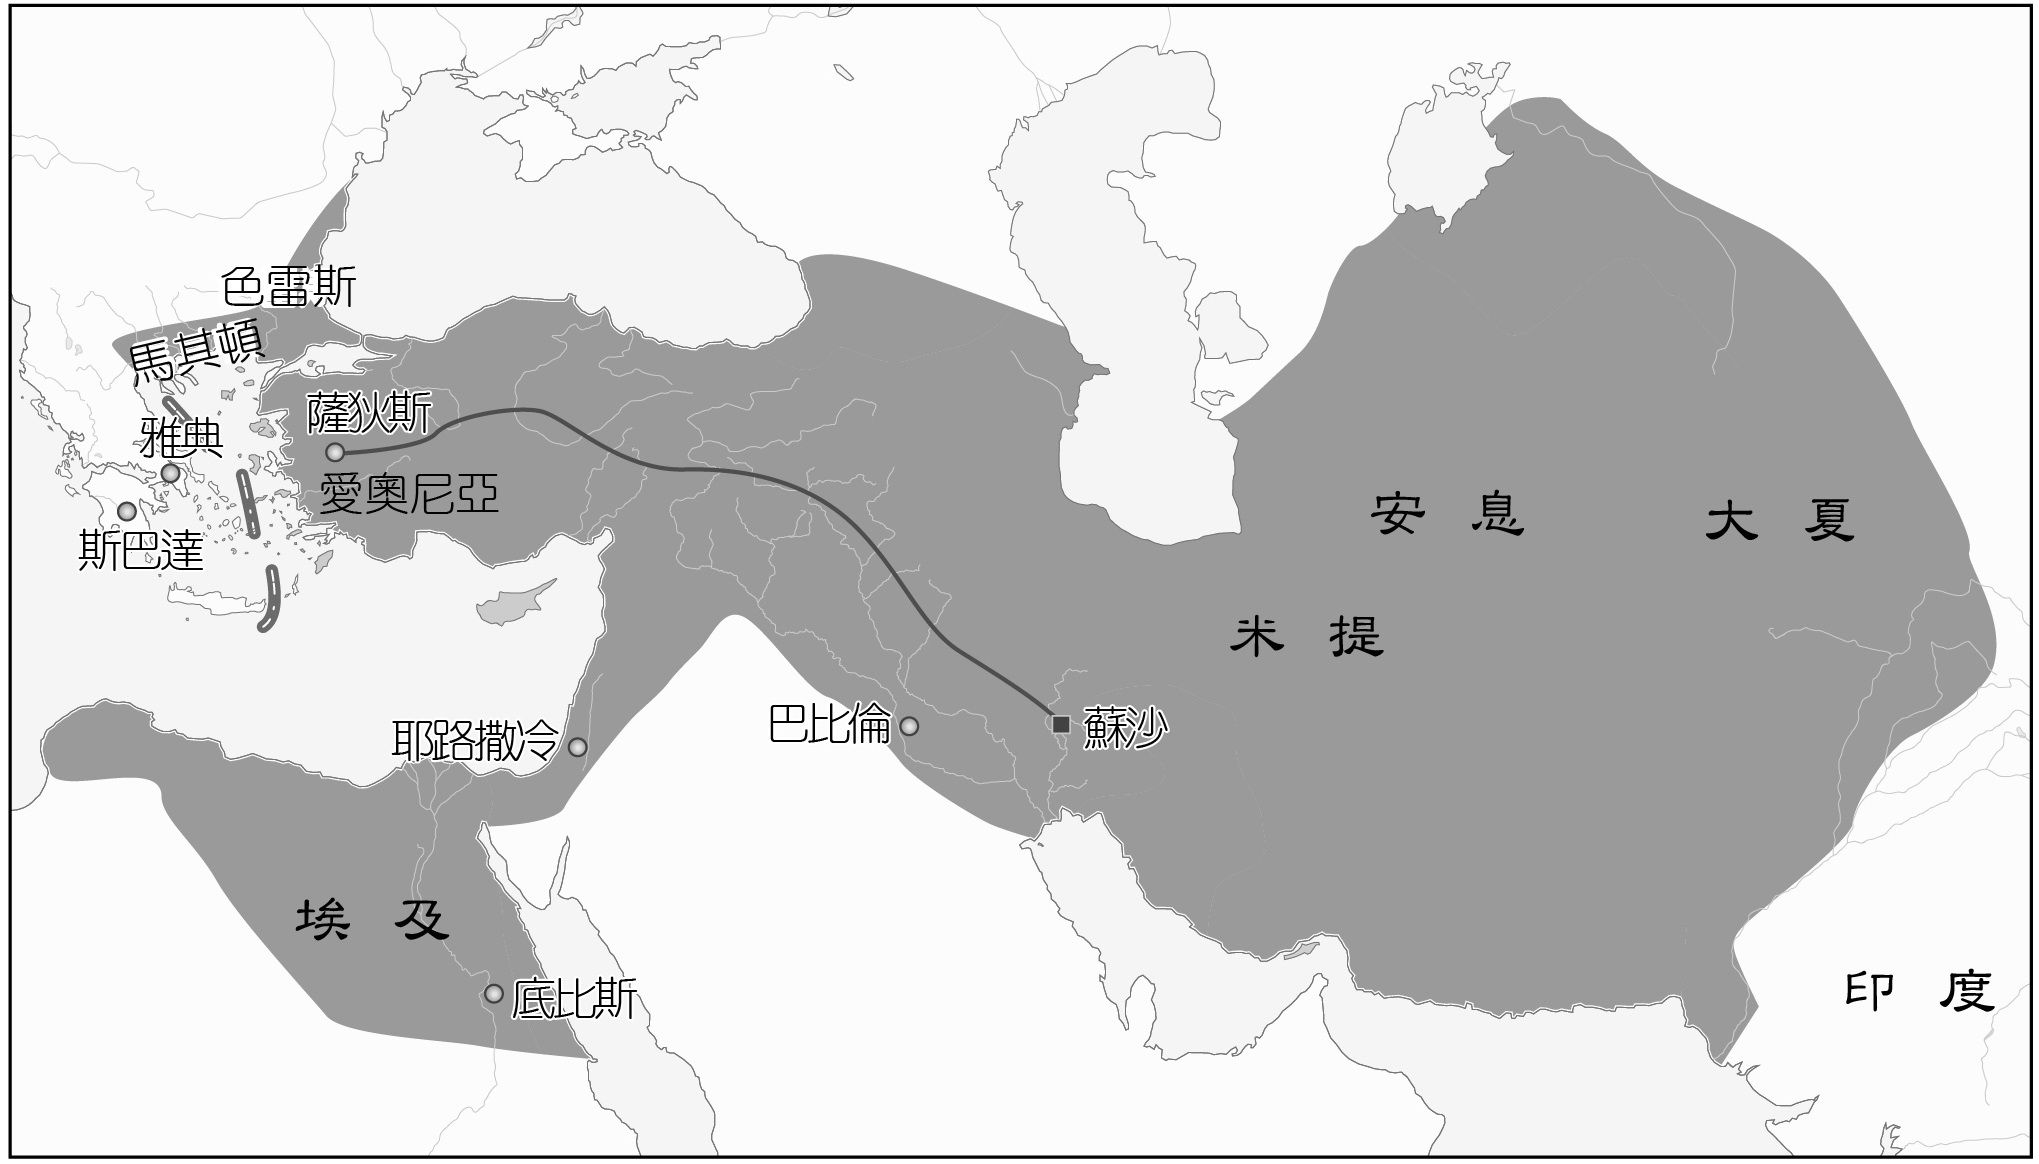 色雷斯
馬其頓
薩狄斯
雅典
愛奧尼亞
安息
大夏
斯巴達
米提
耶路撒冷
巴比倫
蘇沙
埃及
底比斯
印度